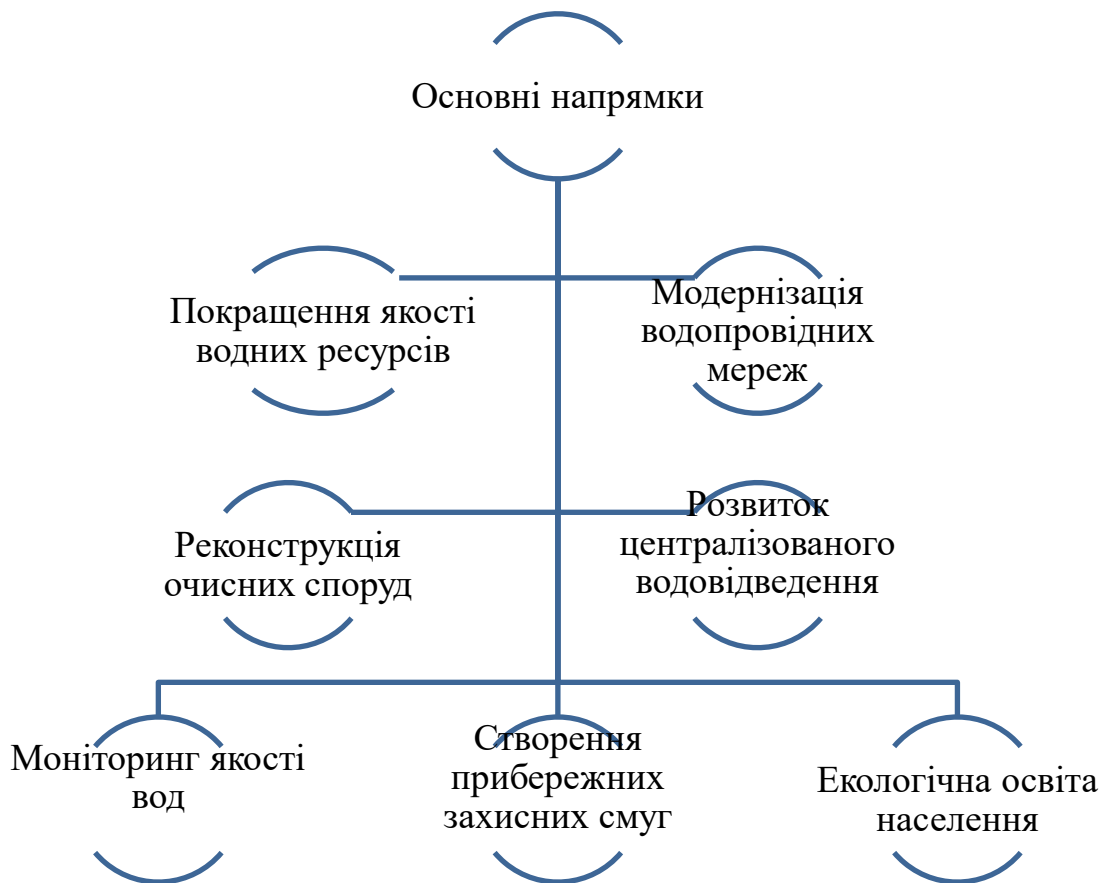 Основні напрямки
Покращення якості
водних ресурсів
Модернізація
водопровідних
мереж
Реконструкція
очисних споруд
Розвиток
централізованого
водовідведення
Моніторинг якості
вод
Створення
прибережних
захисних смуг
Екологічна освіта
населення